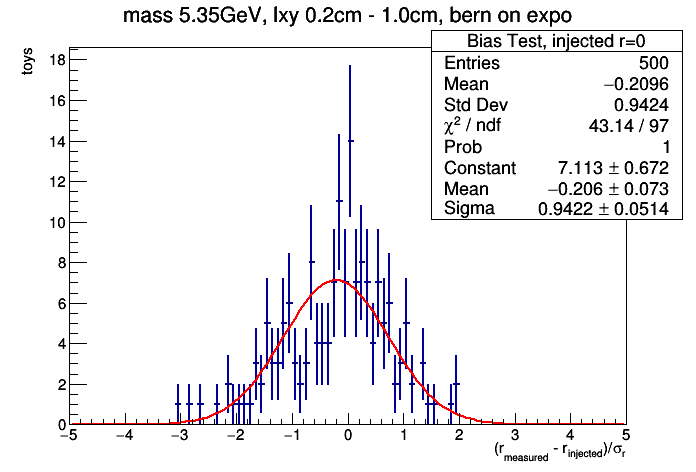 mass 5.35GeV, lxy 0.2cm - 1.0cm, bern on expo
Bias Test, injected r=0
Entries 500
Mean −0.2096
Std Dev 0.9424
χ² / ndf 43.14 / 97
Prob 1
Constant 7.113 ± 0.672
Mean −0.206 ± 0.073
Sigma 0.9422 ± 0.0514
toys
18
16
14
12
10
8
6
4
2
0
−5 −4 −3 −2 −1 0 1 2 3 4 5
(r_measured - r_injected)/σ_r